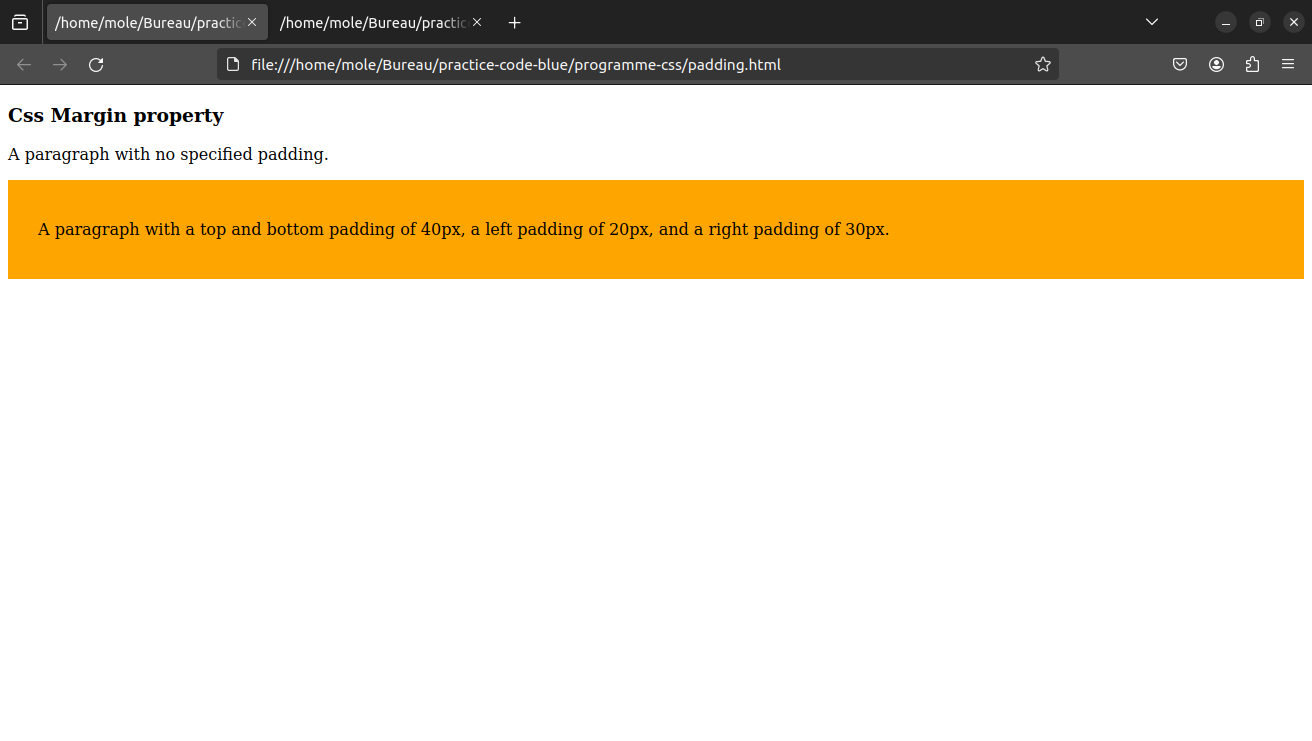 /home/mole/Bureau/practic
/home/mole/Bureau/practic
file:///home/mole/Bureau/practice-code-blue/programme-css/padding.html
Css Margin property
A paragraph with no specified padding.
A paragraph with a top and bottom padding of 40px, a left padding of 20px, and a right padding of 30px.